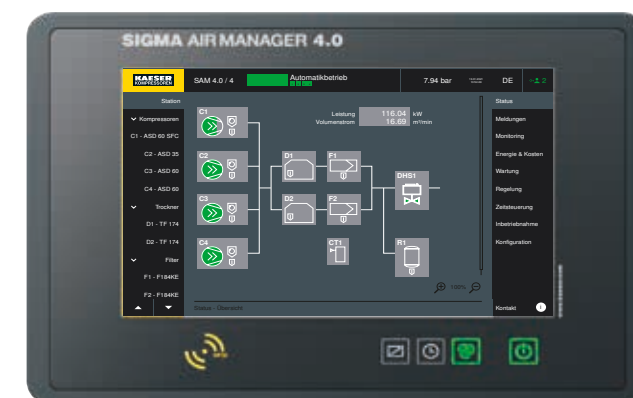 SIGMA AIR MANAGER 4.0
KAESER
KOMPRESSOREN
SAM 4.0 / 4
Automatikbetrieb
7.94 bar
DE
2
Station
Kompressoren
C1 - ASD 60 SFC
C2 - ASD 35
C3 - ASD 60
C4 - ASD 60
Trockner
D1 - TF 174
D2 - TF 174
Filter
F1 - F184KE
F2 - F184KE
C1
Leistung 116.04 kW
Volumenstrom 16.69 m³/min
C2
D1
F1
DHS1
C3
D2
F2
C4
CT1
R1
100%
Status - Übersicht
Status
Meldungen
Monitoring
Energie & Kosten
Wartung
Regelung
Zeitsteuerung
Inbetriebnahme
Konfiguration
Kontakt
RFID